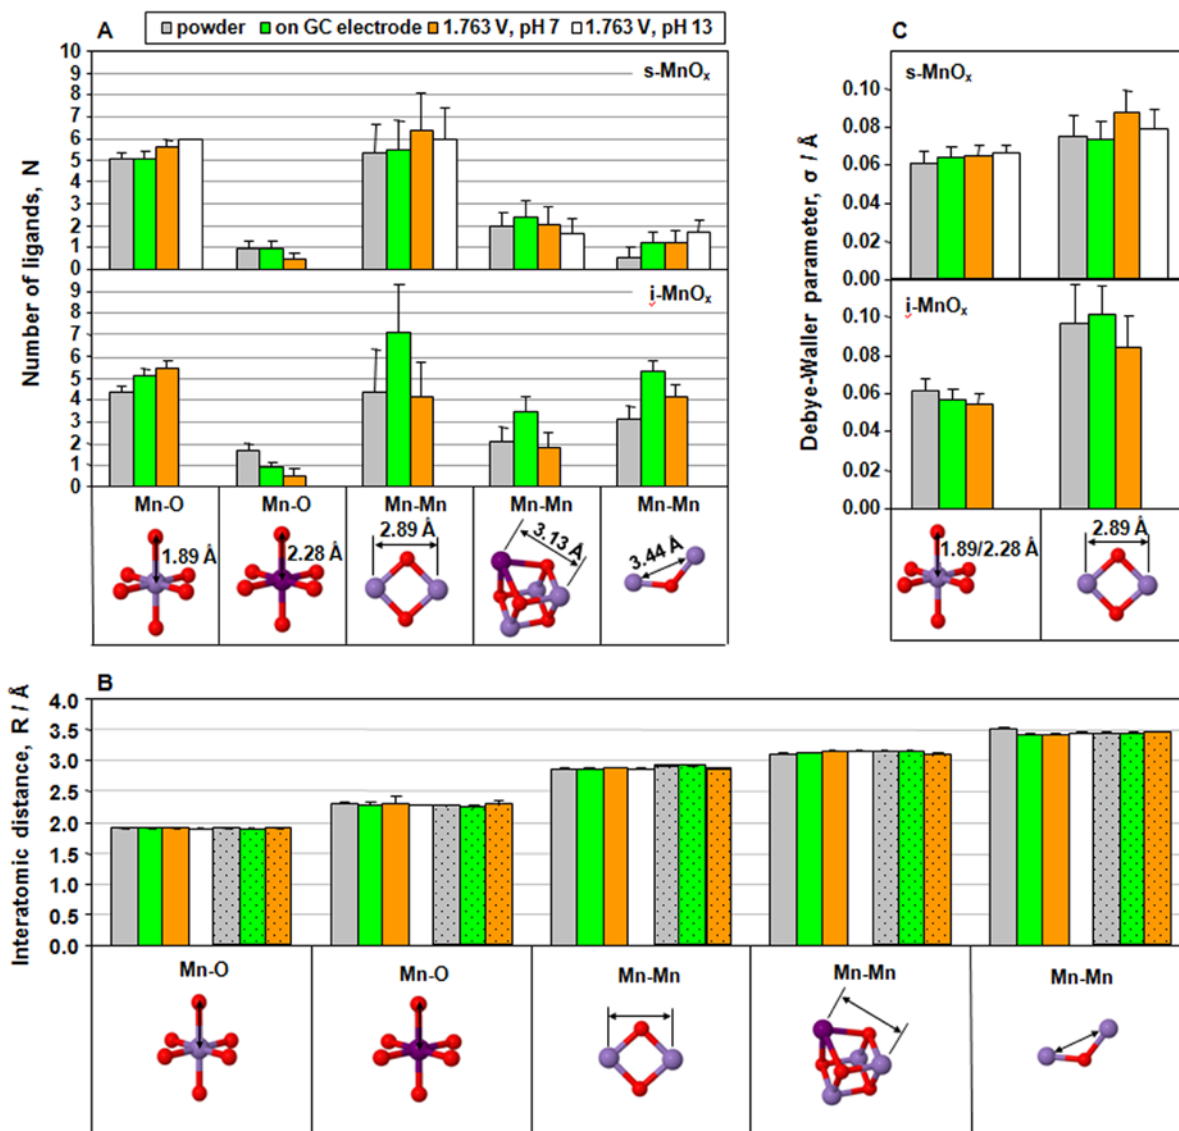 A
powder on GC electrode 1.763 V, pH 7 1.763 V, pH 13
s-MnOₓ
10
9
8
7
6
5
4
3
2
1
0
i-MnOₓ
9
8
7
6
5
4
3
2
1
0
Number of ligands, N
Mn-O Mn-O Mn-Mn Mn-Mn Mn-Mn
1.89 Å 2.28 Å 2.89 Å 3.13 Å 3.44 Å
C
s-MnOₓ
0.10
0.08
0.06
0.04
0.02
0.00
i-MnOₓ
0.10
0.08
0.06
0.04
0.02
0.00
Debye-Waller parameter, σ / Å
1.89/2.28 Å 2.89 Å
B
4.0
3.5
3.0
2.5
2.0
1.5
1.0
0.5
0.0
Interatomic distance, R / Å
Mn-O Mn-O Mn-Mn Mn-Mn Mn-Mn